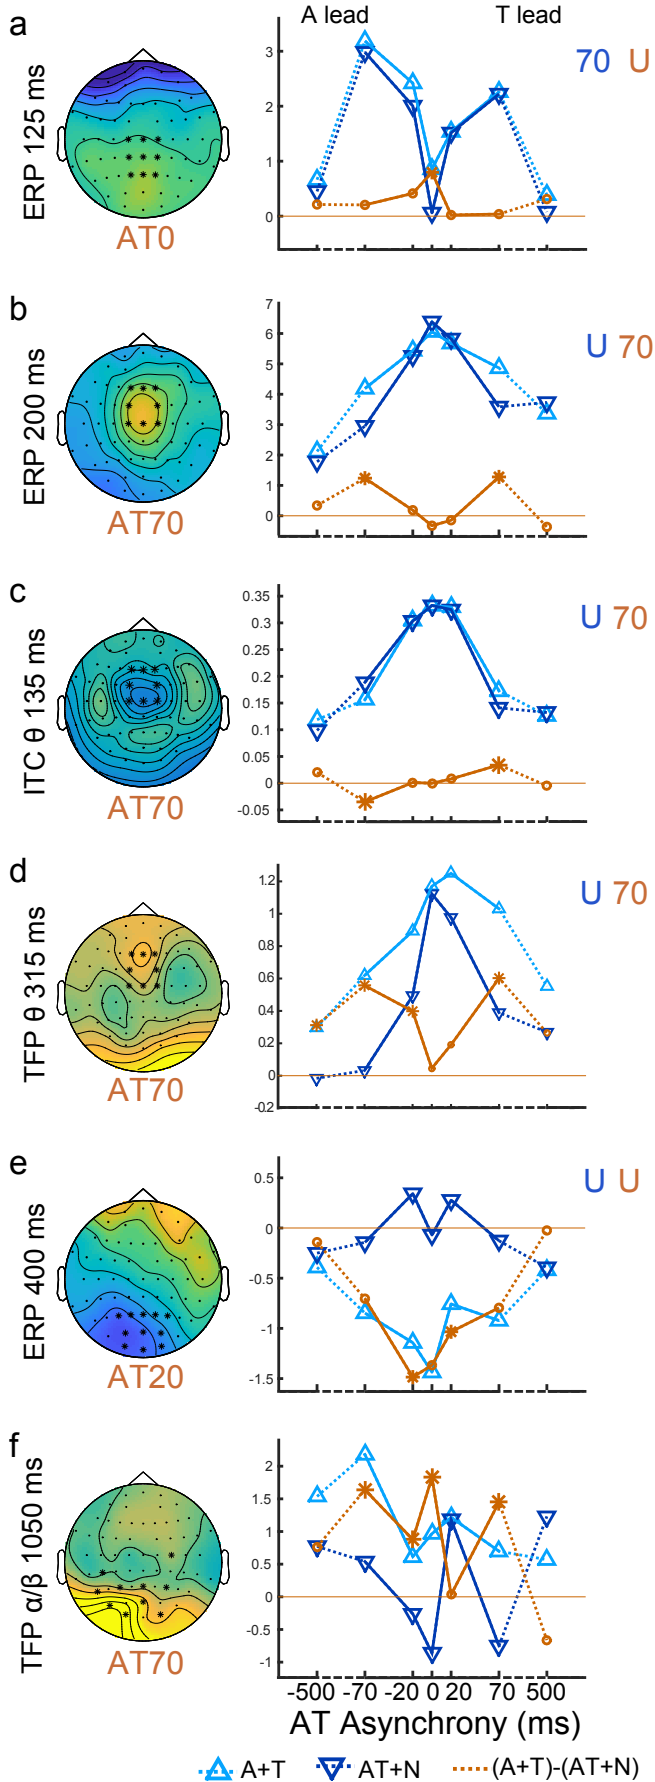 a
A lead
T lead
70 U
ERP 125 ms
AT0
3
2
1
0
b
U 70
ERP 200 ms
AT70
7
6
5
4
3
2
1
0
c
U 70
ITC θ 135 ms
AT70
0.35
0.3
0.25
0.2
0.15
0.1
0.05
0
-0.05
d
U 70
TFP θ 315 ms
AT70
1.2
1
0.8
0.6
0.4
0.2
0
-0.2
e
U U
ERP 400 ms
AT20
0.5
0
-0.5
-1
-1.5
f
TFP α/β 1050 ms
AT70
2
1.5
1
0.5
0
-0.5
-1
-500 -70 -20 0 20 70 500
AT Asynchrony (ms)
A+T AT+N (A+T)-(AT+N)